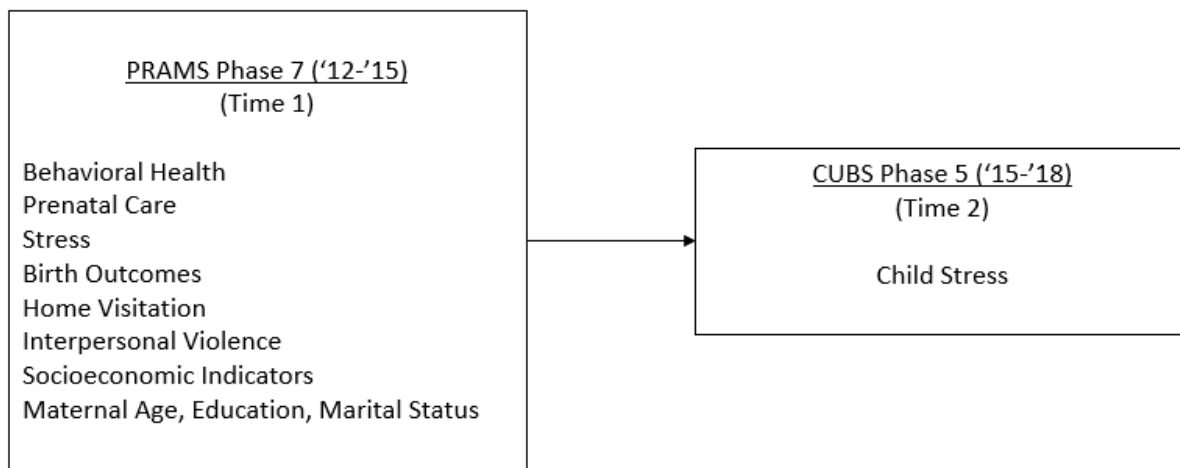 PRAMS Phase 7 (‘12-’15)
(Time 1)
Behavioral Health
Prenatal Care
Stress
Birth Outcomes
Home Visitation
Interpersonal Violence
Socioeconomic Indicators
Maternal Age, Education, Marital Status
CUBS Phase 5 (‘15-’18)
(Time 2)
Child Stress